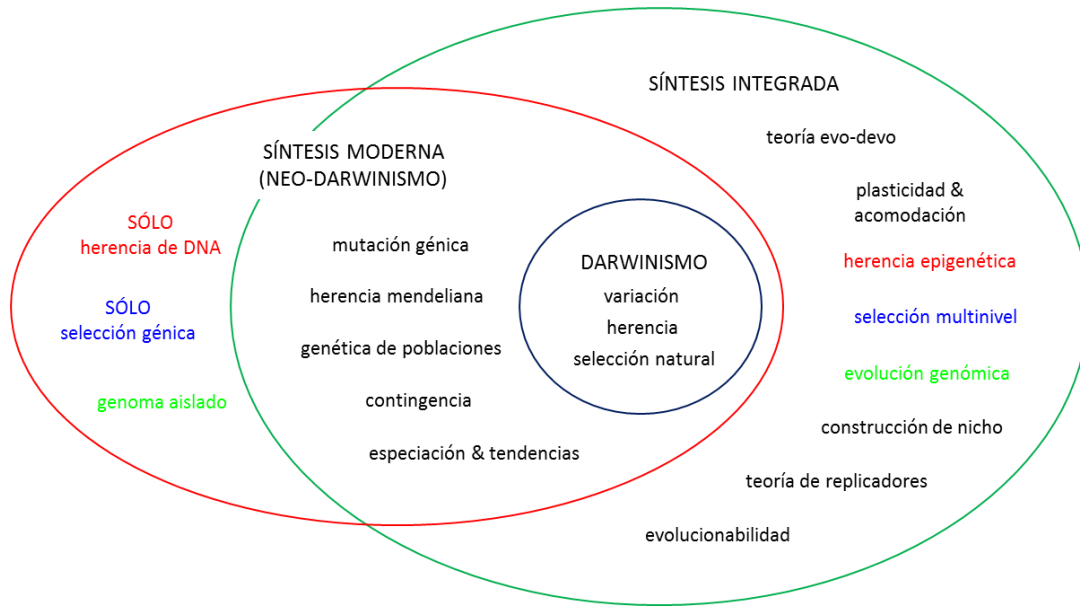 SÍNTESIS INTEGRADA
teoría evo-devo
plasticidad &
acomodación
herencia epigenética
selección multinivel
evolución genómica
construcción de nicho
teoría de replicadores
evolucionabilidad
SÍNTESIS MODERNA
(NEO-DARWINISMO)
mutación génica
herencia mendeliana
genética de poblaciones
contingencia
especiación & tendencias
DARWINISMO
variación
herencia
selección natural
SÓLO
herencia de DNA
SÓLO
selección génica
genoma aislado